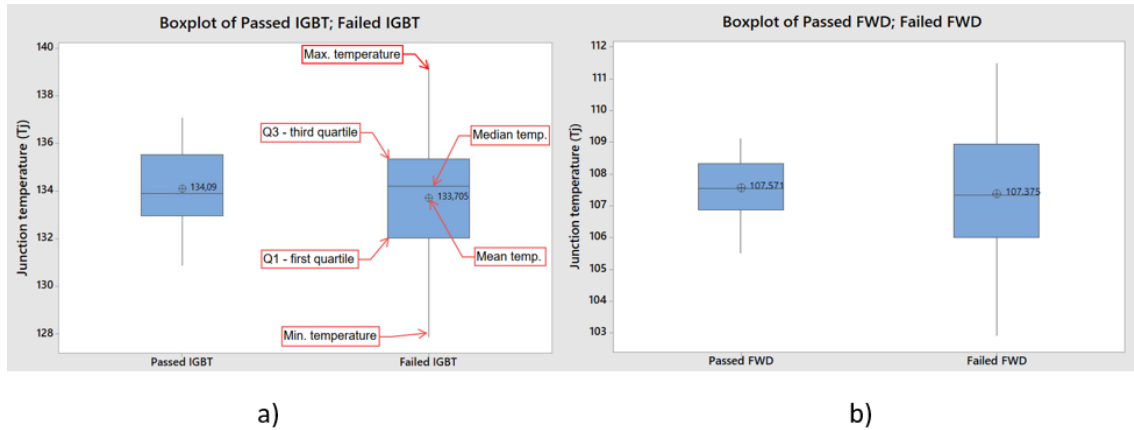 Boxplot of Passed IGBT; Failed IGBT
140
138
136
134
132
130
128
Junction temperature (Tj)
Max. temperature
Q3 - third quartile
Median temp.
134,09
133,705
Q1 - first quartile
Mean temp.
Min. temperature
Passed IGBT
Failed IGBT
a)
Boxplot of Passed FWD; Failed FWD
112
111
110
109
108
107
106
105
104
103
Junction temperature (Tj)
107,571
107,375
Passed FWD
Failed FWD
b)